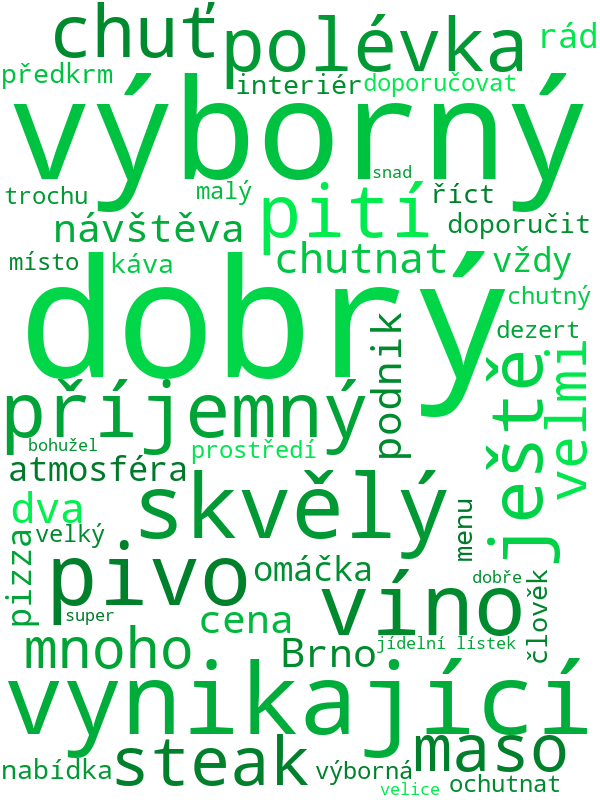 chuť
polévka
rád
předkrm
interiér
doporučovat
výborný
snad
trochu
malý
pití
říct
návštěva
doporučit
místo
káva
chutnat
vždy
dobrý
chutný
dezert
podnik
příjemný
ještě
velmi
bohužel
prostředí
atmosféra
skvělý
dva
velký
menu
pizza
pivo
omáčka
dobře
člověk
super
víno
cena
mnoho
Brno
jídelní lístek
vynikající
steak
maso
nabídka
výborná
ochutnat
velice